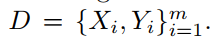 D = {X_i, Y_i}_{i=1}^m.